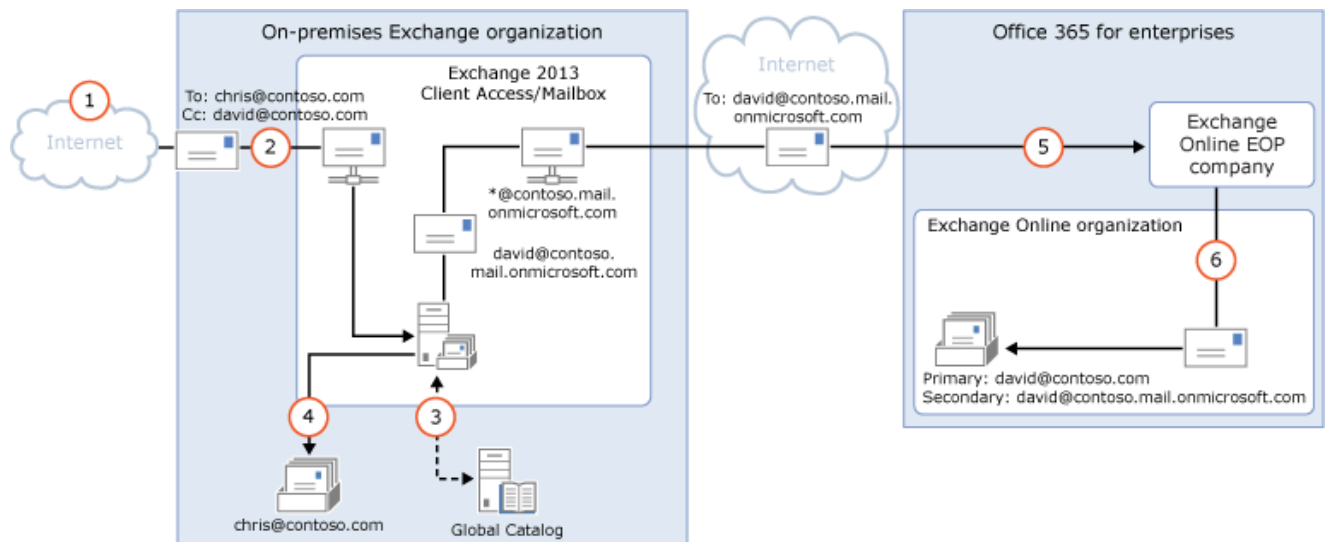 On-premises Exchange organization
Office 365 for enterprises
1
Internet
To: chris@contoso.com
Cc: david@contoso.com
2
Exchange 2013
Client Access/Mailbox
*@contoso.mail.
onmicrosoft.com
david@contoso.
mail.onmicrosoft.com
Internet
To: david@contoso.mail.
onmicrosoft.com
5
Exchange
Online EOP
company
Exchange Online organization
6
Primary: david@contoso.com
Secondary: david@contoso.mail.onmicrosoft.com
4
3
chris@contoso.com
Global Catalog